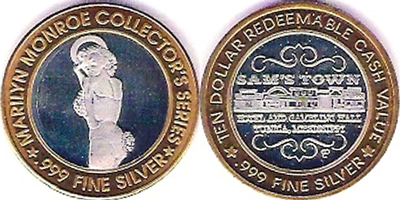 MARILYN MONROE COLLECTOR'S SERIES
★ .999 FINE SILVER ★
TEN DOLLAR REDEEMABLE CASH VALUE
SAM'S TOWN
HOTEL AND GAMBLING HALL
TUNICA, MISSISSIPPI
★ .999 FINE SILVER ★